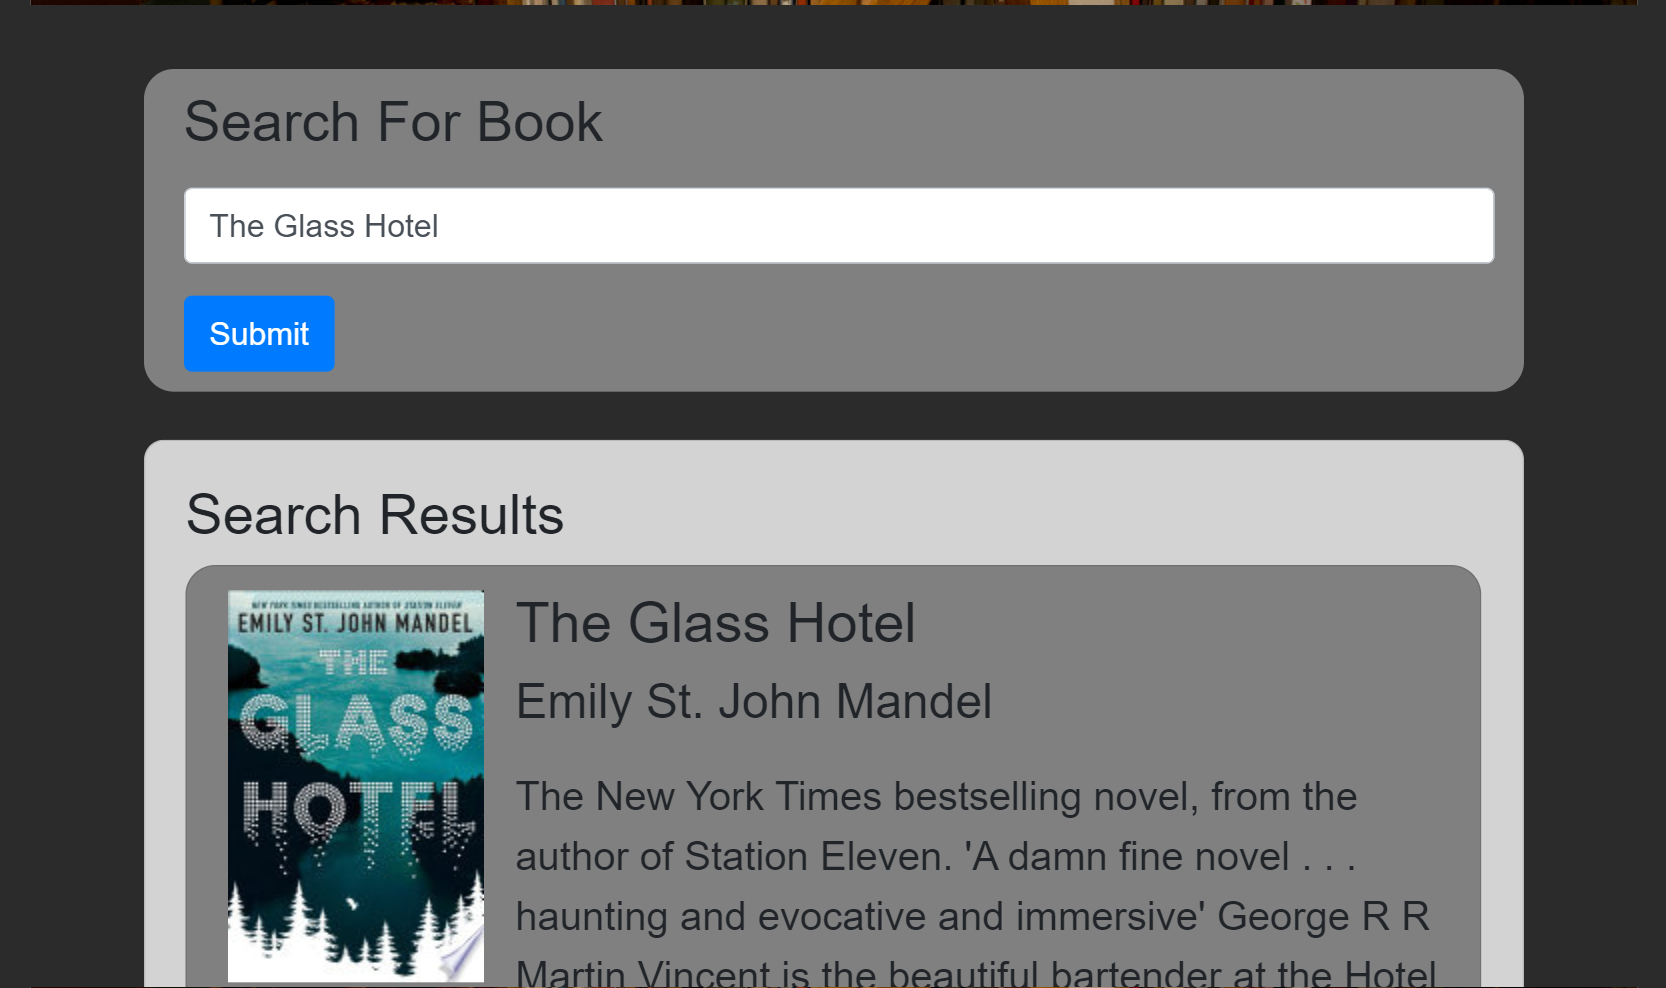 Search For Book
The Glass Hotel
Submit
Search Results
NEW YORK TIMES BESTSELLING AUTHOR OF STATION ELEVEN
EMILY ST. JOHN MANDEL
THE
GLASS
HOTEL
The Glass Hotel
Emily St. John Mandel
The New York Times bestselling novel, from the
author of Station Eleven. 'A damn fine novel . . .
haunting and evocative and immersive' George R R
Martin Vincent is the beautiful bartender at the Hotel